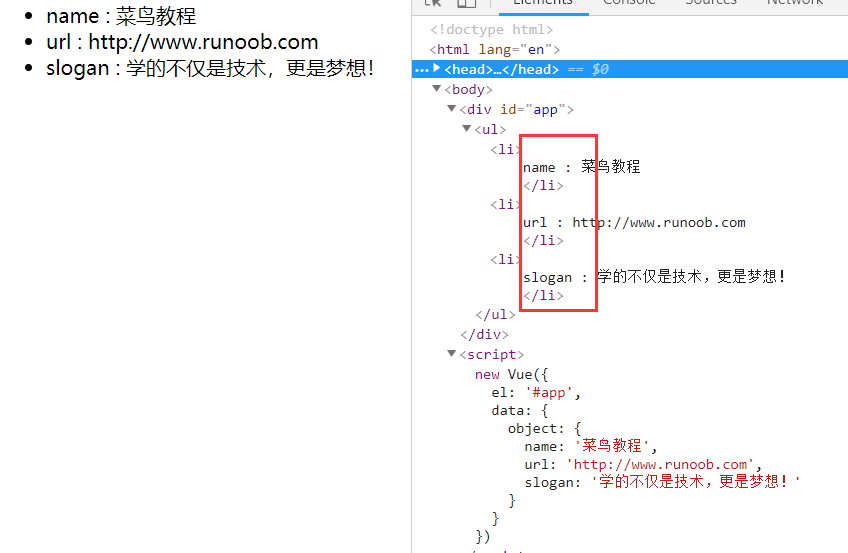 name : 菜鸟教程
url : http://www.runoob.com
slogan : 学的不仅是技术，更是梦想！
Elements Console Sources Network
<!doctype html>
<html lang="en">
<head>…</head> == $0
<body>
<div id="app">
<ul>
<li>
name : 菜鸟教程
</li>
<li>
url : http://www.runoob.com
</li>
<li>
slogan : 学的不仅是技术，更是梦想！
</li>
</ul>
</div>
<script>
new Vue({
el: '#app',
data: {
object: {
name: '菜鸟教程',
url: 'http://www.runoob.com',
slogan: '学的不仅是技术，更是梦想！'
}
}
})